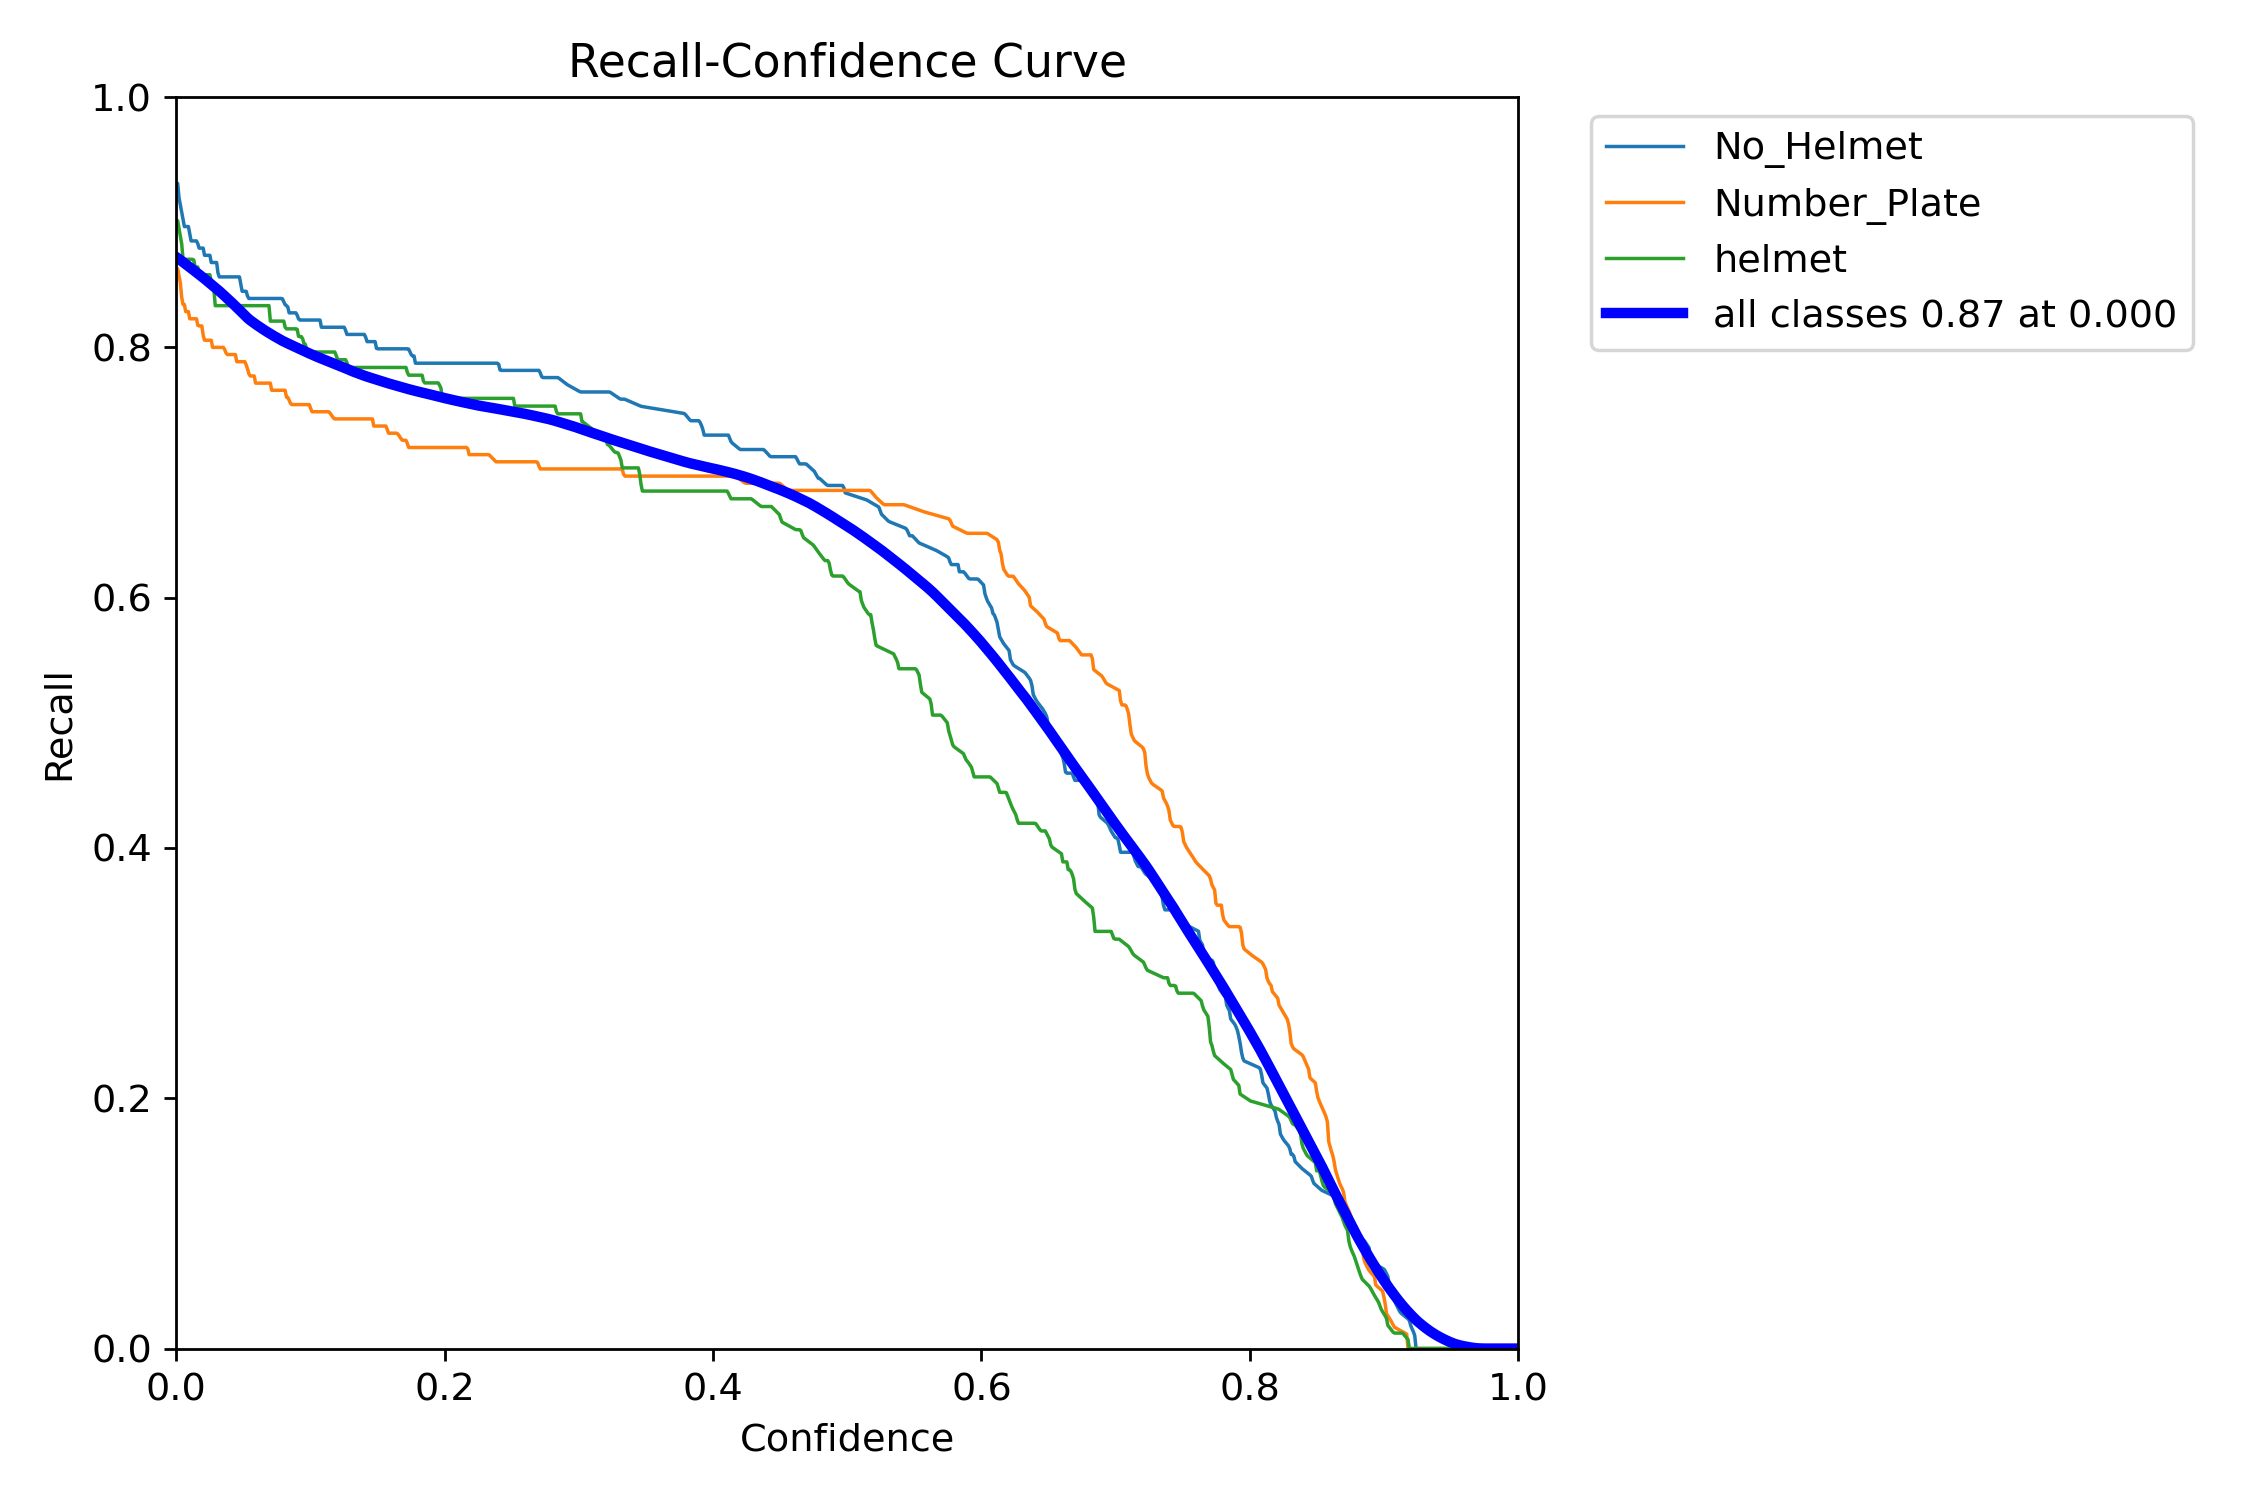 Recall-Confidence Curve
1.0
0.8
0.6
0.4
0.2
0.0
Recall
0.0 0.2 0.4 0.6 0.8 1.0
Confidence
No_Helmet
Number_Plate
helmet
all classes 0.87 at 0.000